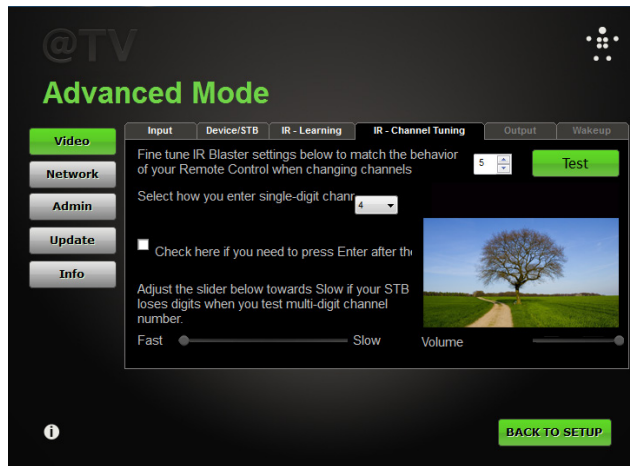 @TV
Advanced Mode
Video
Network
Admin
Update
Info
Input Device/STB IR - Learning IR - Channel Tuning Output Wakeup
Fine tune IR Blaster settings below to match the behavior
of your Remote Control when changing channels
5
Test
Select how you enter single-digit chann
4
Check here if you need to press Enter after the
Adjust the slider below towards Slow if your STB
loses digits when you test multi-digit channel
number.
Fast Slow Volume
BACK TO SETUP